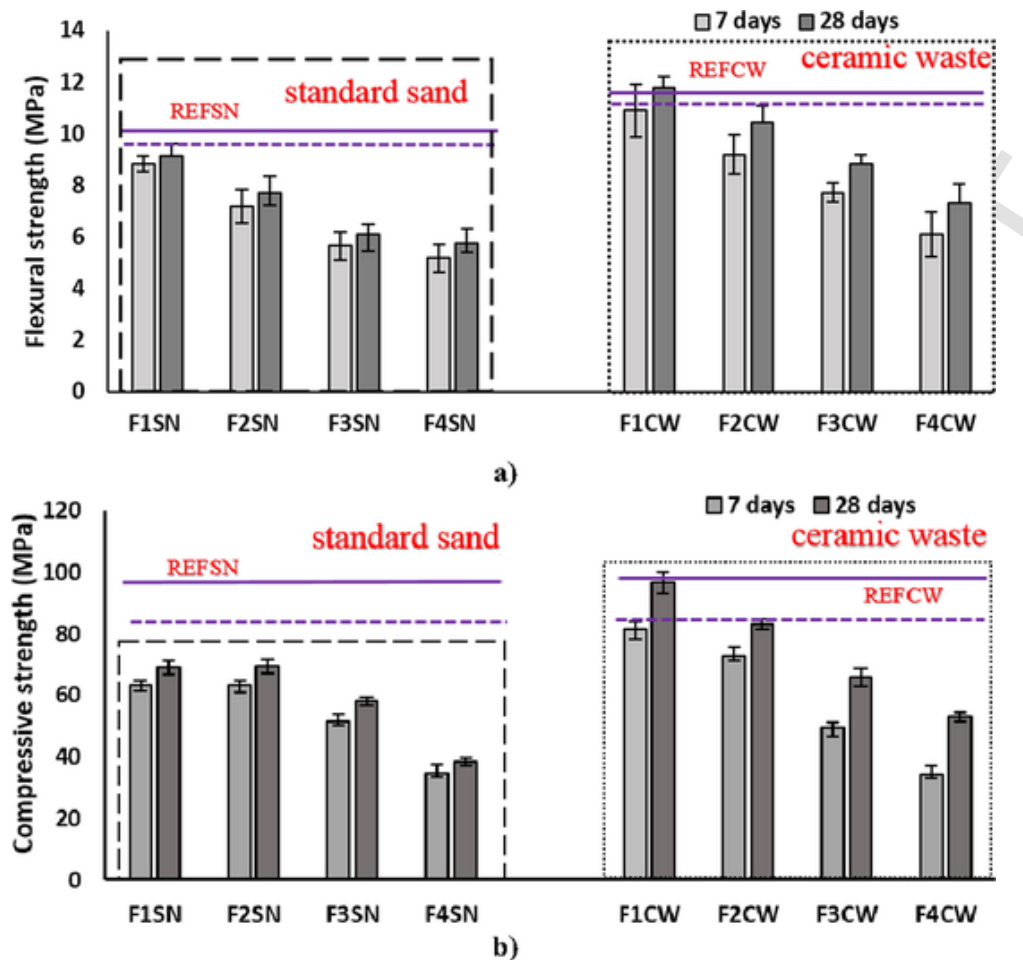 7 days 28 days
14
12
10
8
6
4
2
0
Flexural strength (MPa)
standard sand
REFSN
ceramic waste
REFCW
F1SN F2SN F3SN F4SN F1CW F2CW F3CW F4CW
a)
7 days 28 days
120
100
80
60
40
20
0
Compressive strength (MPa)
standard sand
REFSN
ceramic waste
REFCW
F1SN F2SN F3SN F4SN F1CW F2CW F3CW F4CW
b)